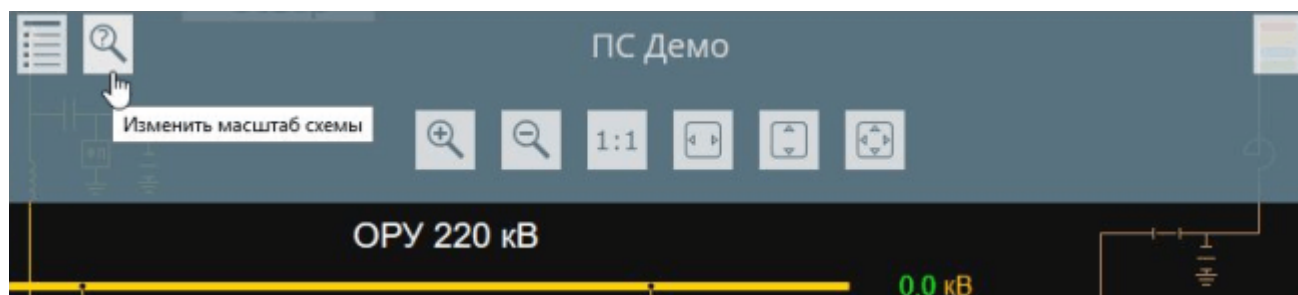 ПС Демо
Изменить масштаб схемы
1:1
ОРУ 220 кВ
0.0 кВ